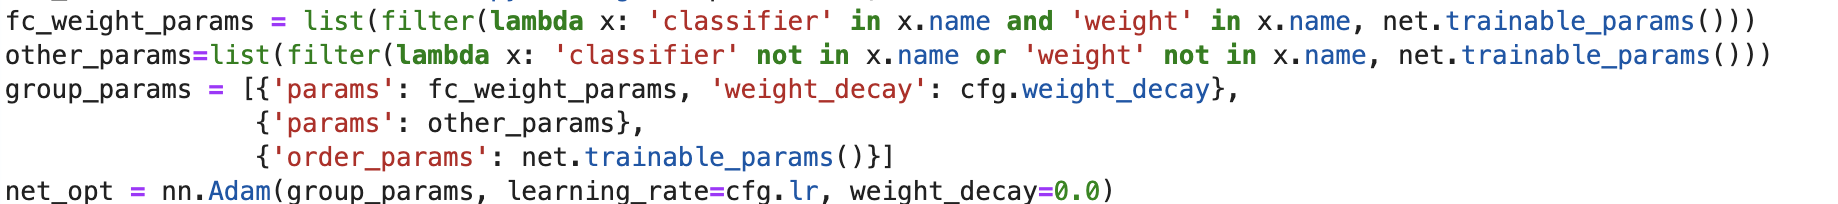 fc_weight_params = list(filter(lambda x: 'classifier' in x.name and 'weight' in x.name, net.trainable_params()))
other_params=list(filter(lambda x: 'classifier' not in x.name or 'weight' not in x.name, net.trainable_params()))
group_params = [{'params': fc_weight_params, 'weight_decay': cfg.weight_decay},
                {'params': other_params},
                {'order_params': net.trainable_params()}]
net_opt = nn.Adam(group_params, learning_rate=cfg.lr, weight_decay=0.0)